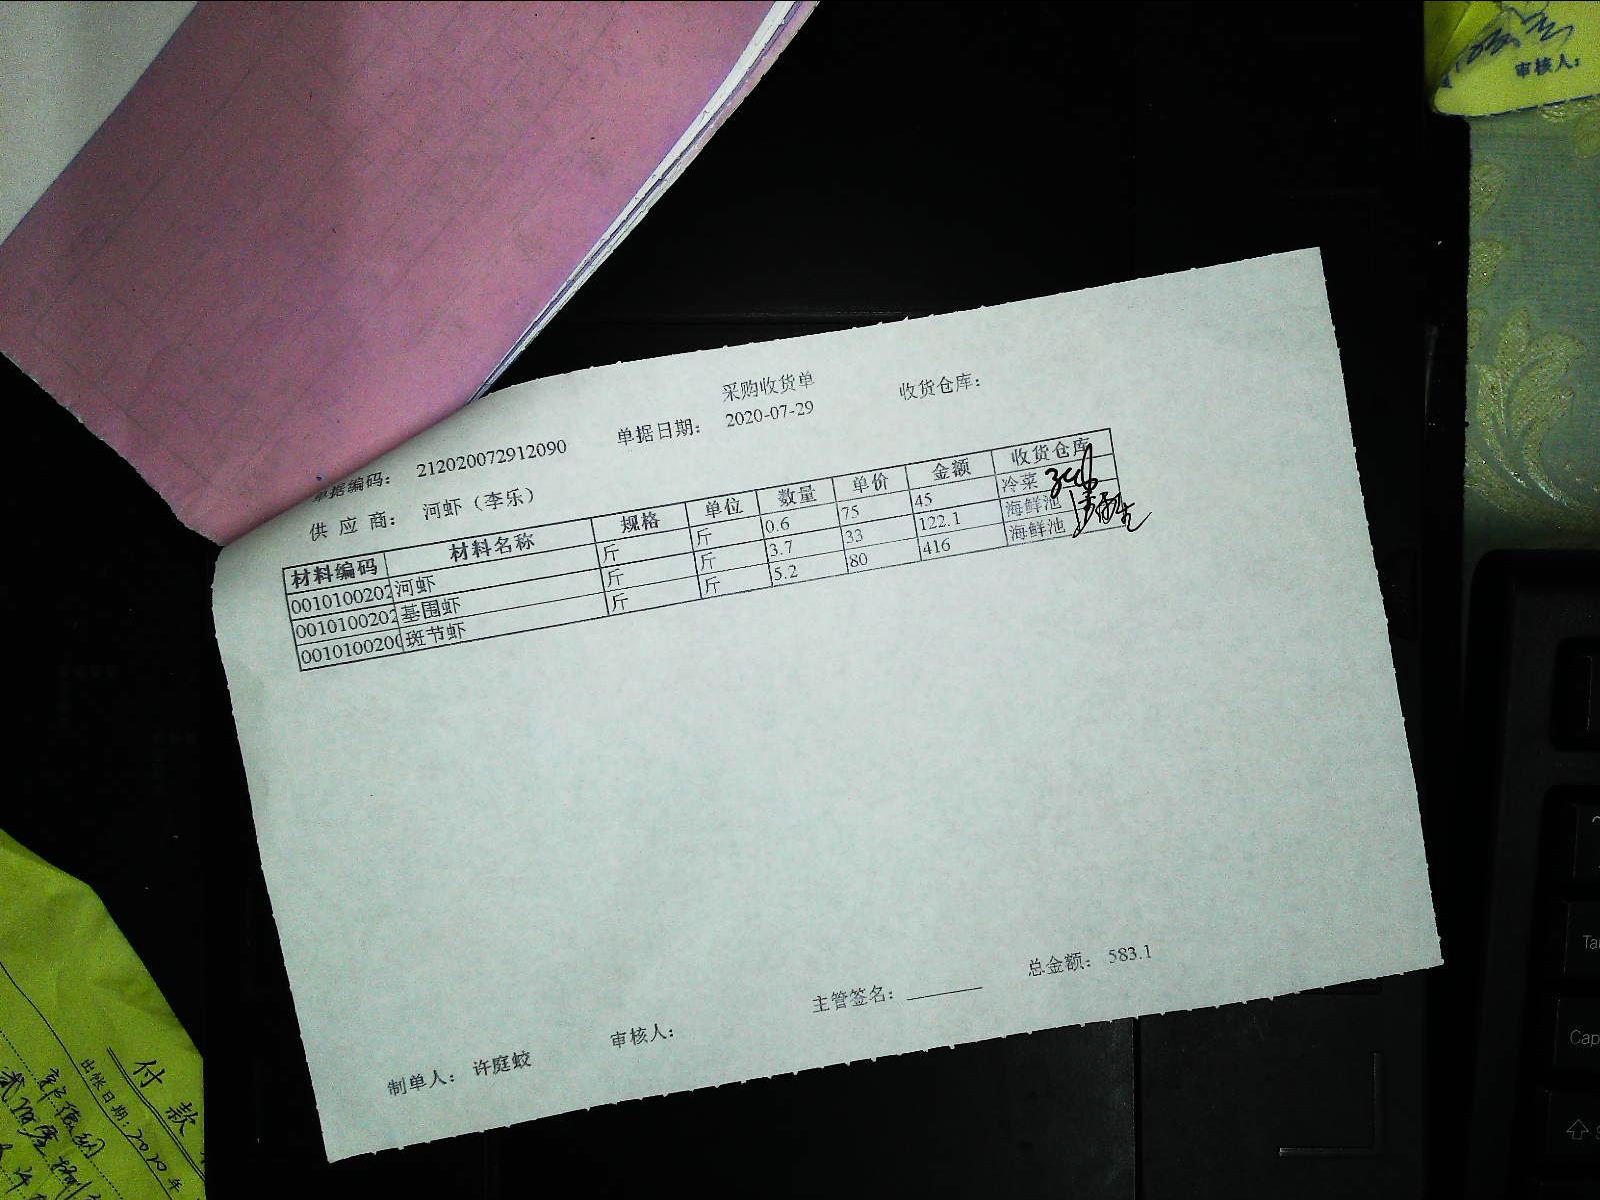 采购收货单
单据编码： 212020072912090 单据日期： 2020-07-29 收货仓库：
供 应 商： 河虾（李乐）
材料编码 材料名称 规格 单位 数量 单价 金额 收货仓库
0010100202 河虾 斤 斤 0.6 75 45 冷菜
0010100202 基围虾 斤 斤 3.7 33 122.1 海鲜池
0010100200 斑节虾 斤 斤 5.2 80 416 海鲜池
制单人： 许庭蛟 审核人： 主管签名： 总金额： 583.1
审核人：
付 款
出账日期：2020年
Ta
Cap